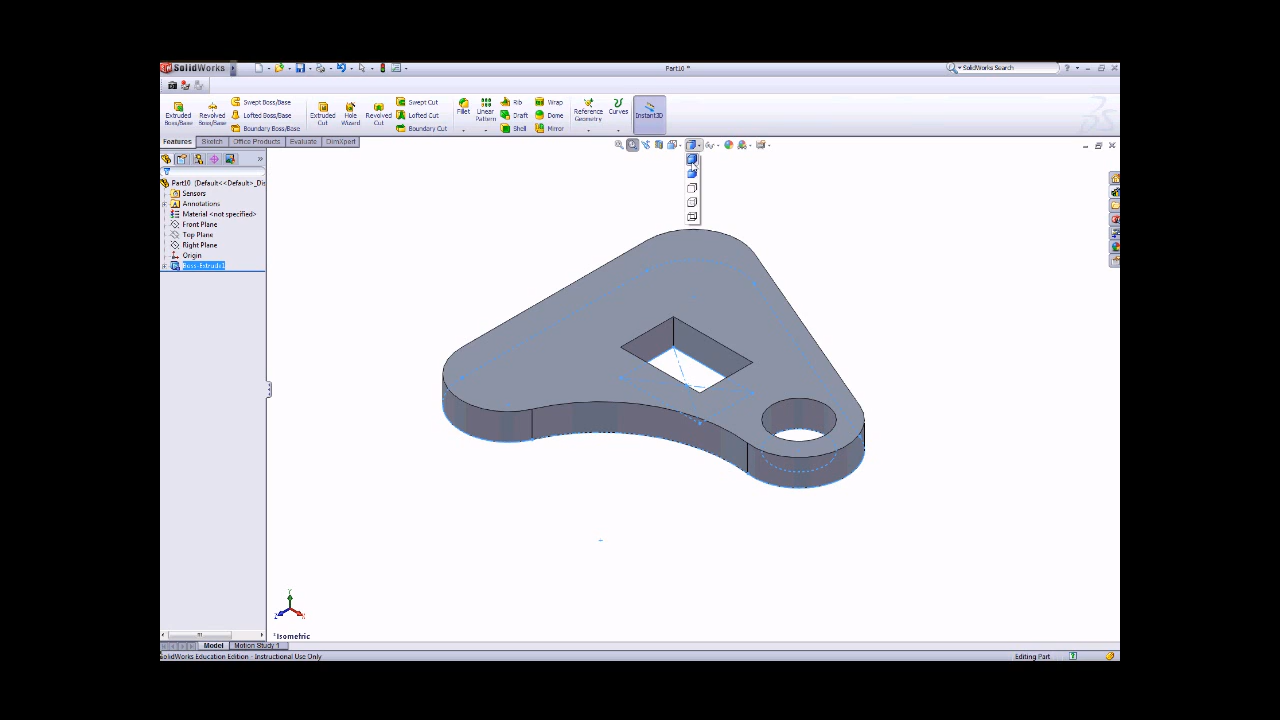 SolidWorks
Part10 *
SolidWorks Search
Extruded Boss/Base
Revolved Boss/Base
Swept Boss/Base
Lofted Boss/Base
Boundary Boss/Base
Extruded Cut
Hole Wizard
Revolved Cut
Swept Cut
Lofted Cut
Boundary Cut
Fillet
Linear Pattern
Rib
Draft
Shell
Wrap
Dome
Mirror
Reference Geometry
Curves
Instant3D
Features
Sketch
Office Products
Evaluate
DimXpert
Part10 (Default<<Default>_Dis
Sensors
Annotations
Material <not specified>
Front Plane
Top Plane
Right Plane
Origin
Boss-Extrude1
*Isometric
Model
Motion Study 1
SolidWorks Education Edition - Instructional Use Only
Editing Part